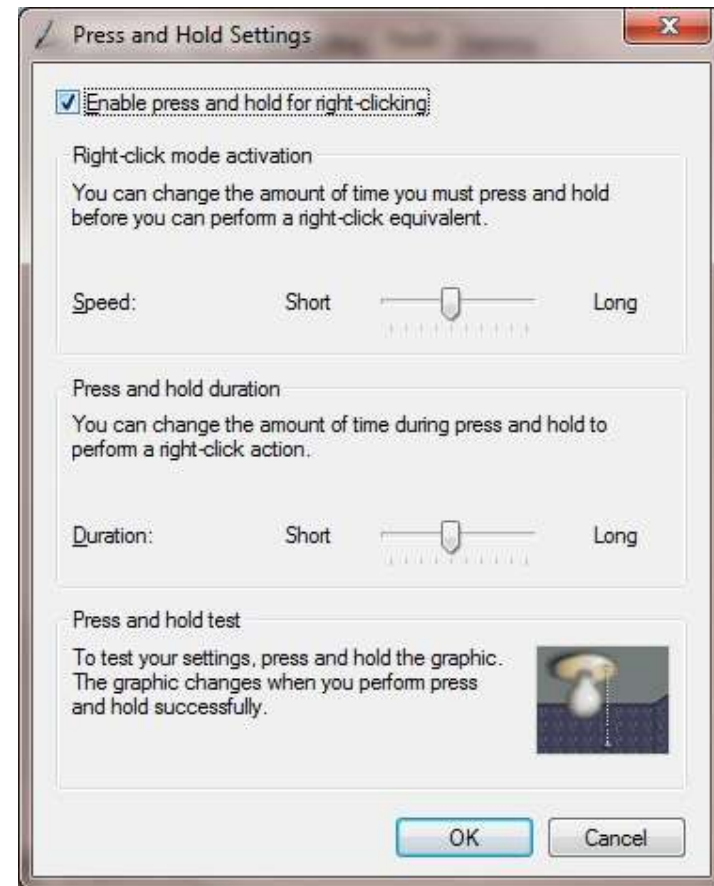 Press and Hold Settings
Enable press and hold for right-clicking
Right-click mode activation
You can change the amount of time you must press and hold
before you can perform a right-click equivalent.
Speed: Short Long
Press and hold duration
You can change the amount of time during press and hold to
perform a right-click action.
Duration: Short Long
Press and hold test
To test your settings, press and hold the graphic.
The graphic changes when you perform press
and hold successfully.
OK Cancel